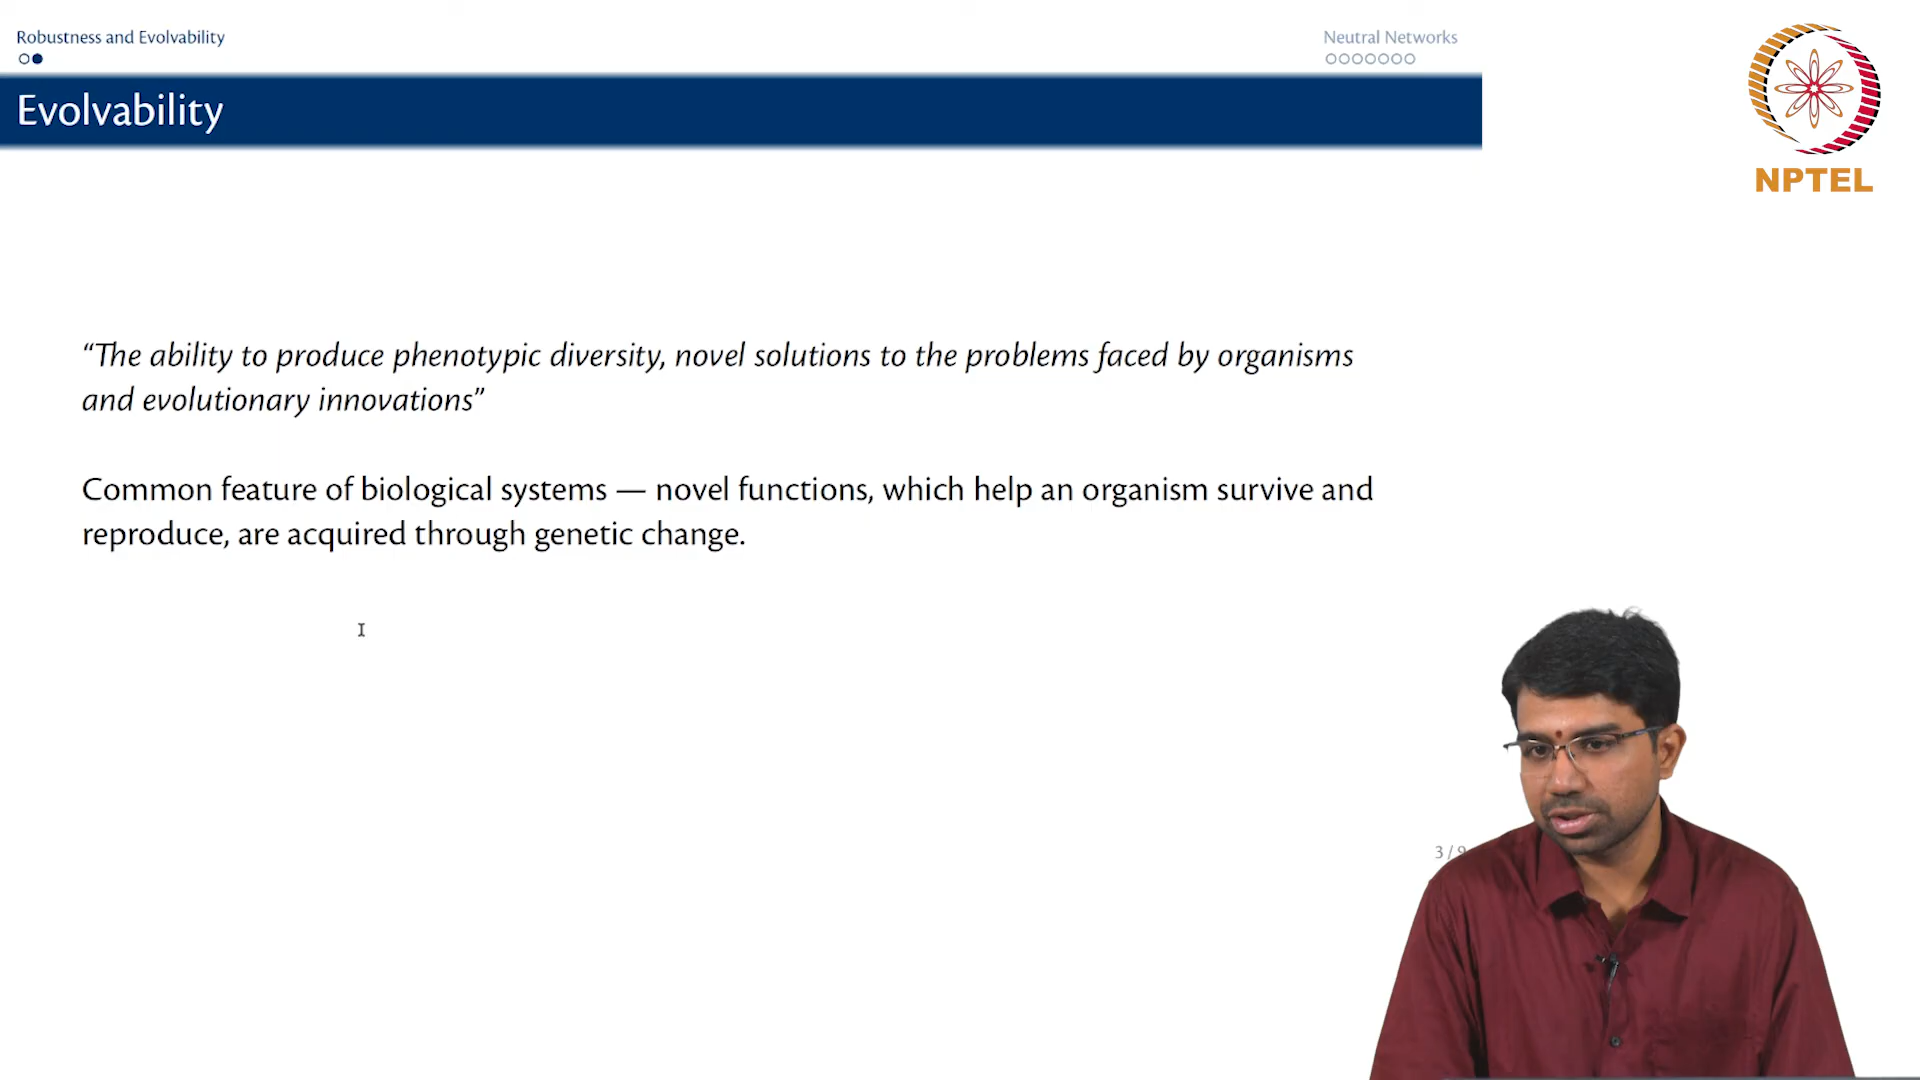 Robustness and Evolvability
Neutral Networks
Evolvability
NPTEL
“The ability to produce phenotypic diversity, novel solutions to the problems faced by organisms
and evolutionary innovations”
Common feature of biological systems — novel functions, which help an organism survive and
reproduce, are acquired through genetic change.
3 / 9